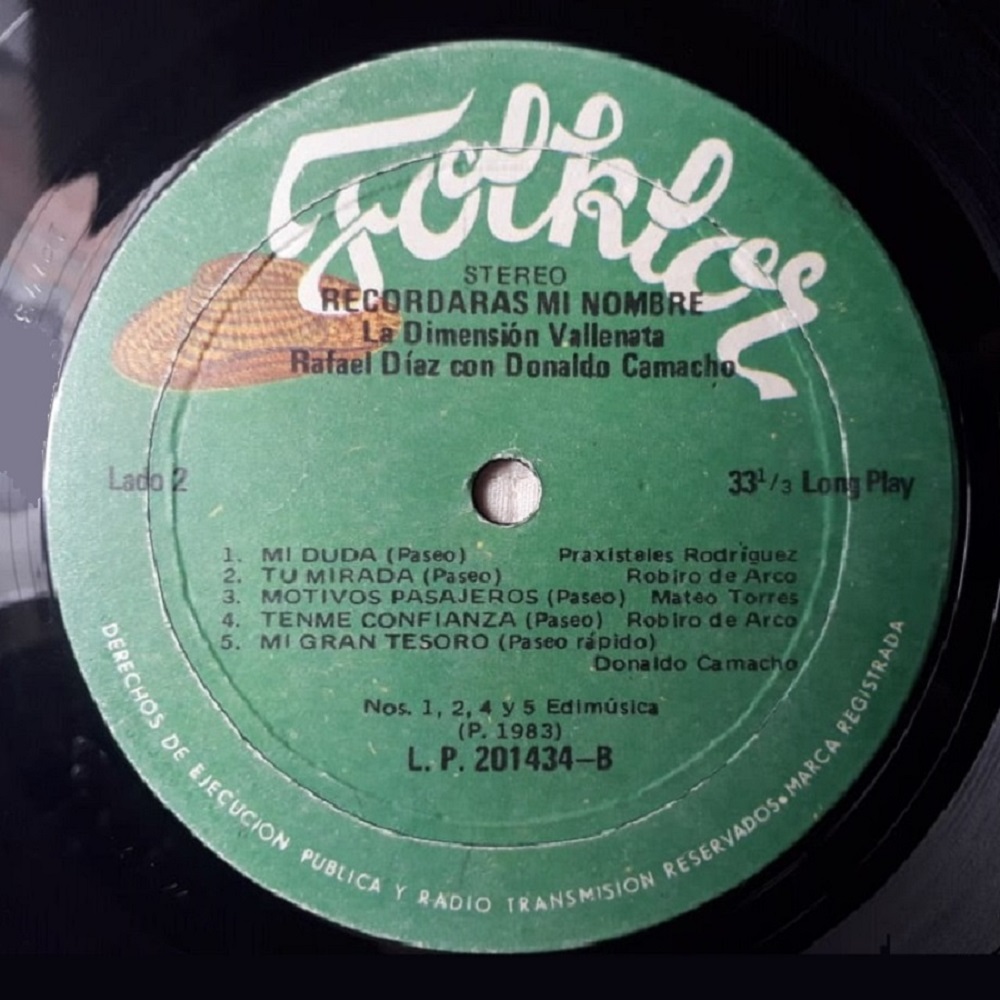 Folklor
STEREO
RECORDARAS MI NOMBRE
La Dimensión Vallenata
Rafael Díaz con Donaldo Camacho
Lado 2
33 1/3 Long Play
1. MI DUDA (Paseo) Praxisteles Rodríguez
2. TU MIRADA (Paseo) Robiro de Arco
3. MOTIVOS PASAJEROS (Paseo) Mateo Torres
4. TENME CONFIANZA (Paseo) Robiro de Arco
5. MI GRAN TESORO (Paseo rápido)
Donaldo Camacho
Nos. 1, 2, 4 y 5 Edimúsica
(P. 1983)
L. P. 201434-B
DERECHOS DE EJECUCION PUBLICA Y RADIO TRANSMISIÓN RESERVADOS. MARCA REGISTRADA